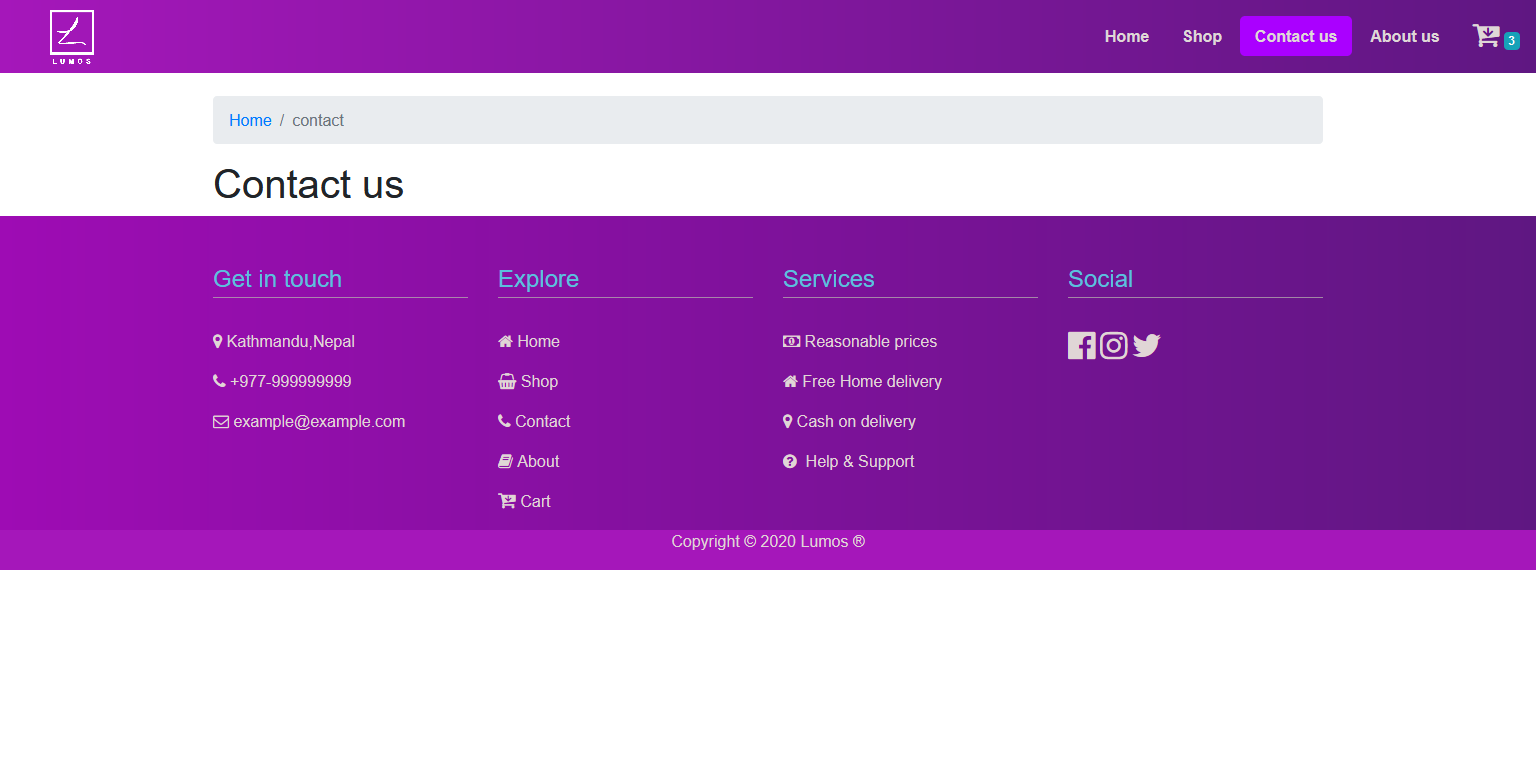 LUMOS
Home
Shop
Contact us
About us
3
Home / contact
Contact us
Get in touch
Kathmandu,Nepal
+977-999999999
example@example.com
Explore
Home
Shop
Contact
About
Cart
Services
Reasonable prices
Free Home delivery
Cash on delivery
Help & Support
Social
Copyright © 2020 Lumos ®